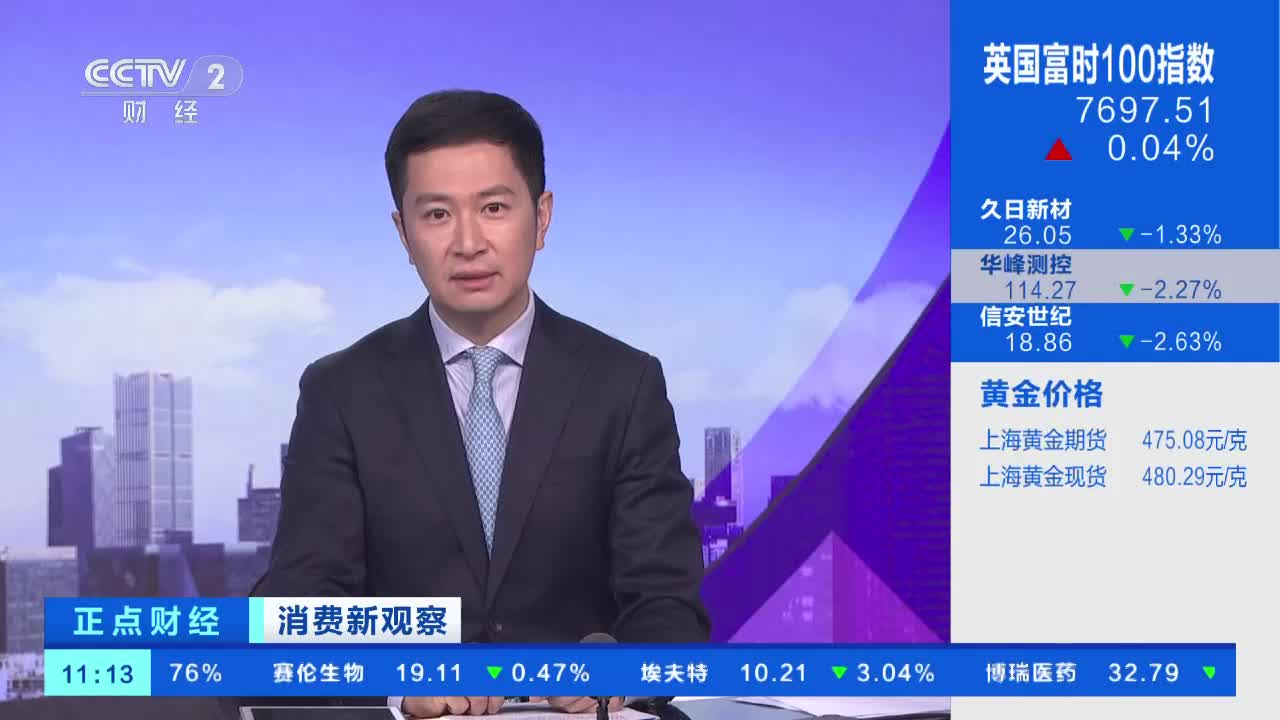 CCTV 2
财 经
英国富时100指数
7697.51
▲ 0.04%
久日新材
26.05 ▼-1.33%
华峰测控
114.27 ▼-2.27%
信安世纪
18.86 ▼-2.63%
黄金价格
上海黄金期货 475.08元/克
上海黄金现货 480.29元/克
正点财经 消费新观察
11:13 76% 赛伦生物 19.11 ▼0.47% 埃夫特 10.21 ▼3.04% 博瑞医药 32.79 ▼